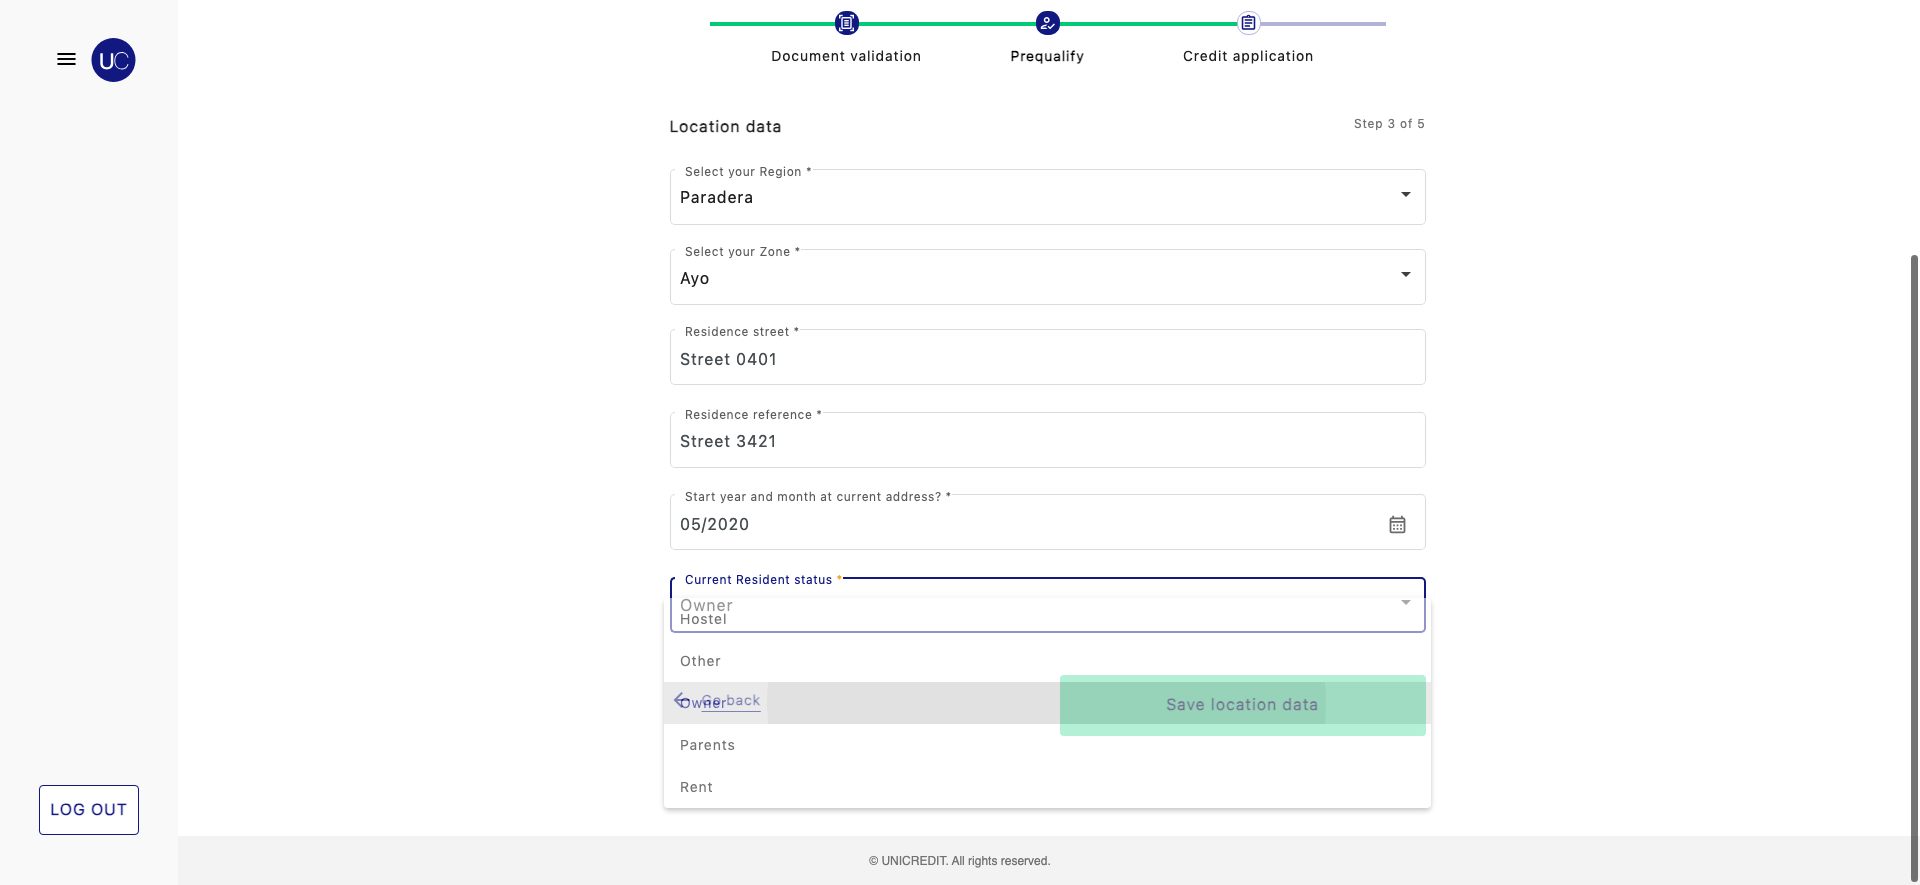 UC
Document validation
Prequalify
Credit application
Location data
Step 3 of 5
Select your Region *
Paradera
Select your Zone *
Ayo
Residence street *
Street 0401
Residence reference *
Street 3421
Start year and month at current address? *
05/2020
Current Resident status *
Owner
Hostel
Other
Go back
Owner
Save location data
Parents
Rent
LOG OUT
© UNICREDIT. All rights reserved.